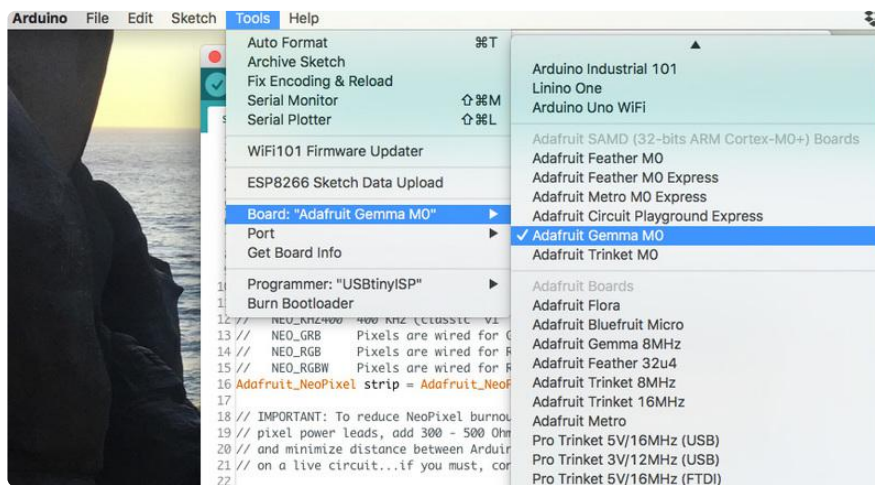 Arduino File Edit Sketch Tools Help
Auto Format ⌘T
Archive Sketch
Fix Encoding & Reload
Serial Monitor ⇧⌘M
Serial Plotter ⇧⌘L
WiFi101 Firmware Updater
ESP8266 Sketch Data Upload
Board: "Adafruit Gemma M0"
Port
Get Board Info
Programmer: "USBtinyISP"
Burn Bootloader
Arduino Industrial 101
Linino One
Arduino Uno WiFi
Adafruit SAMD (32-bits ARM Cortex-M0+) Boards
Adafruit Feather M0
Adafruit Feather M0 Express
Adafruit Metro M0 Express
Adafruit Circuit Playground Express
✓ Adafruit Gemma M0
Adafruit Trinket M0
Adafruit Boards
Adafruit Flora
Adafruit Bluefruit Micro
Adafruit Gemma 8MHz
Adafruit Feather 32u4
Adafruit Trinket 8MHz
Adafruit Trinket 16MHz
Adafruit Metro
Pro Trinket 5V/16MHz (USB)
Pro Trinket 3V/12MHz (USB)
Pro Trinket 5V/16MHz (FTDI)
12 // NEO_KHZ400 400 KHz (classic 'v1
13 // NEO_GRB Pixels are wired for G
14 // NEO_RGB Pixels are wired for R
15 // NEO_RGBW Pixels are wired for R
16 Adafruit_NeoPixel strip = Adafruit_NeoP
17
18 // IMPORTANT: To reduce NeoPixel burnou
19 // pixel power leads, add 300 - 500 Ohm
20 // and minimize distance between Arduin
21 // on a live circuit...if you must, con
22